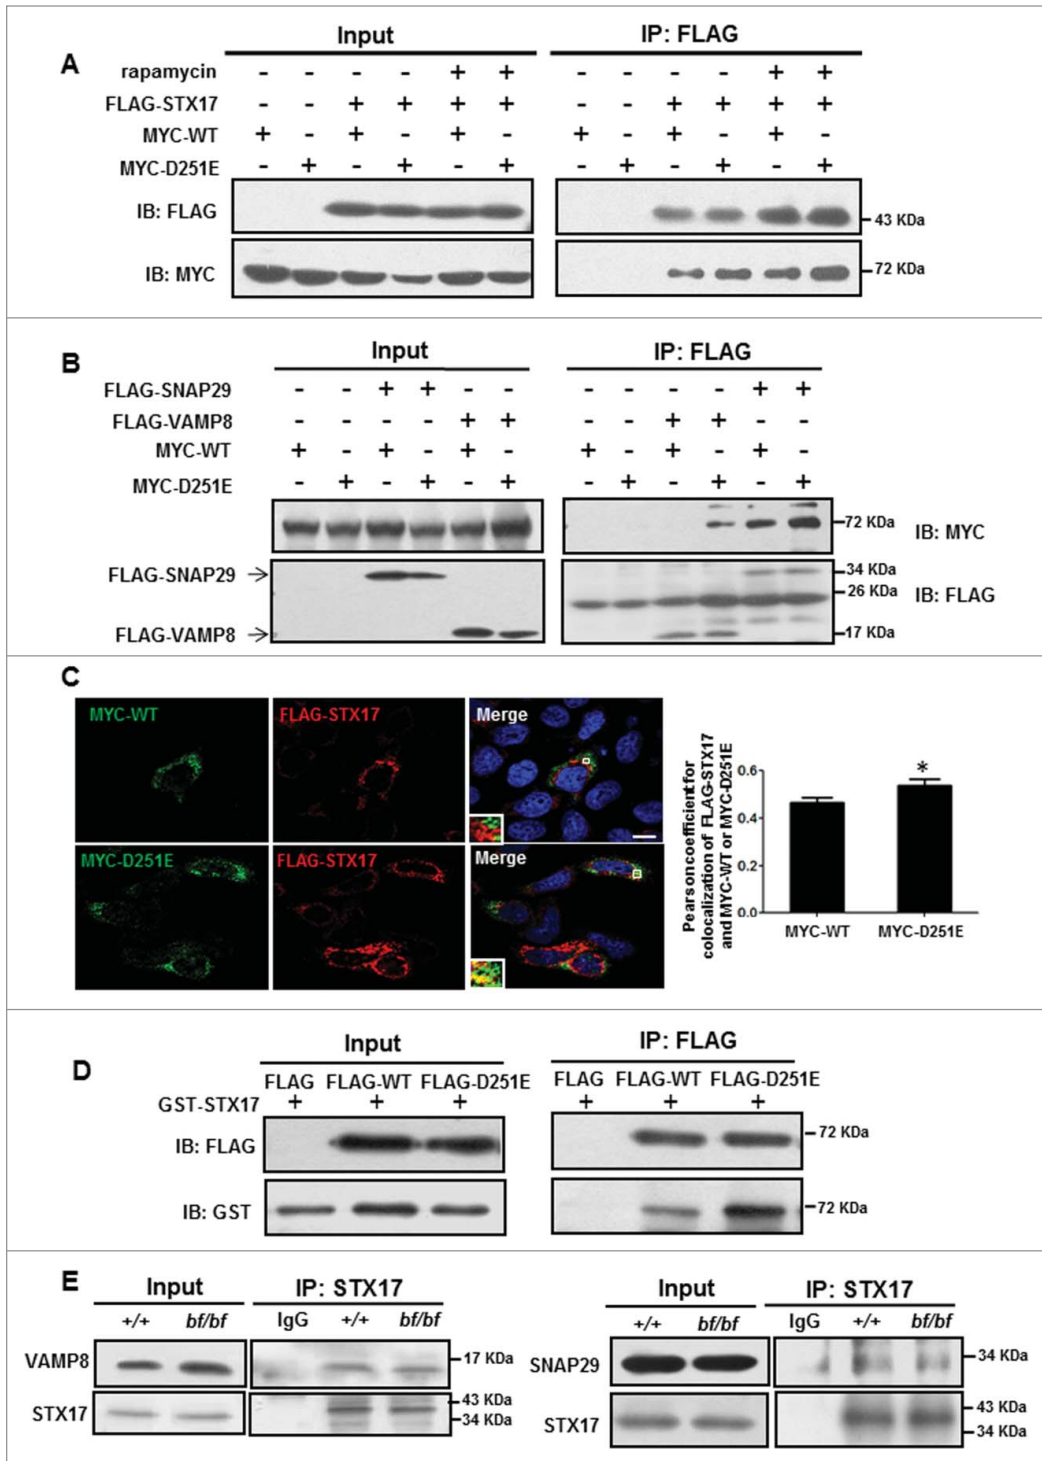 A
Input IP: FLAG
rapamycin - - - - + + - - - - + +
FLAG-STX17 - - + + + + - - + + + +
MYC-WT + - + - + - + - + - + -
MYC-D251E - + - + - + - + - + - +
IB: FLAG 43 KDa
IB: MYC 72 KDa
B
Input IP: FLAG
FLAG-SNAP29 - - + + - - - - - - + +
FLAG-VAMP8 - - - - + + - - + + - -
MYC-WT + - + - + - + - + - + -
MYC-D251E - + - + - + - + - + - +
72 KDa IB: MYC
FLAG-SNAP29 34 KDa
26 KDa IB: FLAG
FLAG-VAMP8 17 KDa
C
MYC-WT FLAG-STX17 Merge
MYC-D251E FLAG-STX17 Merge
Pearson coefficient for
colocalization of FLAG-STX17
and MYC-WT or MYC-D251E
0.6
0.4
0.2
0.0
*
MYC-WT MYC-D251E
D
Input IP: FLAG
FLAG FLAG-WT FLAG-D251E FLAG FLAG-WT FLAG-D251E
GST-STX17 + + + + + +
IB: FLAG 72 KDa
IB: GST 72 KDa
E
Input IP: STX17 Input IP: STX17
+/+ bf/bf IgG +/+ bf/bf +/+ bf/bf IgG +/+ bf/bf
VAMP8 17 KDa SNAP29 34 KDa
STX17 43 KDa 34 KDa STX17 43 KDa 34 KDa